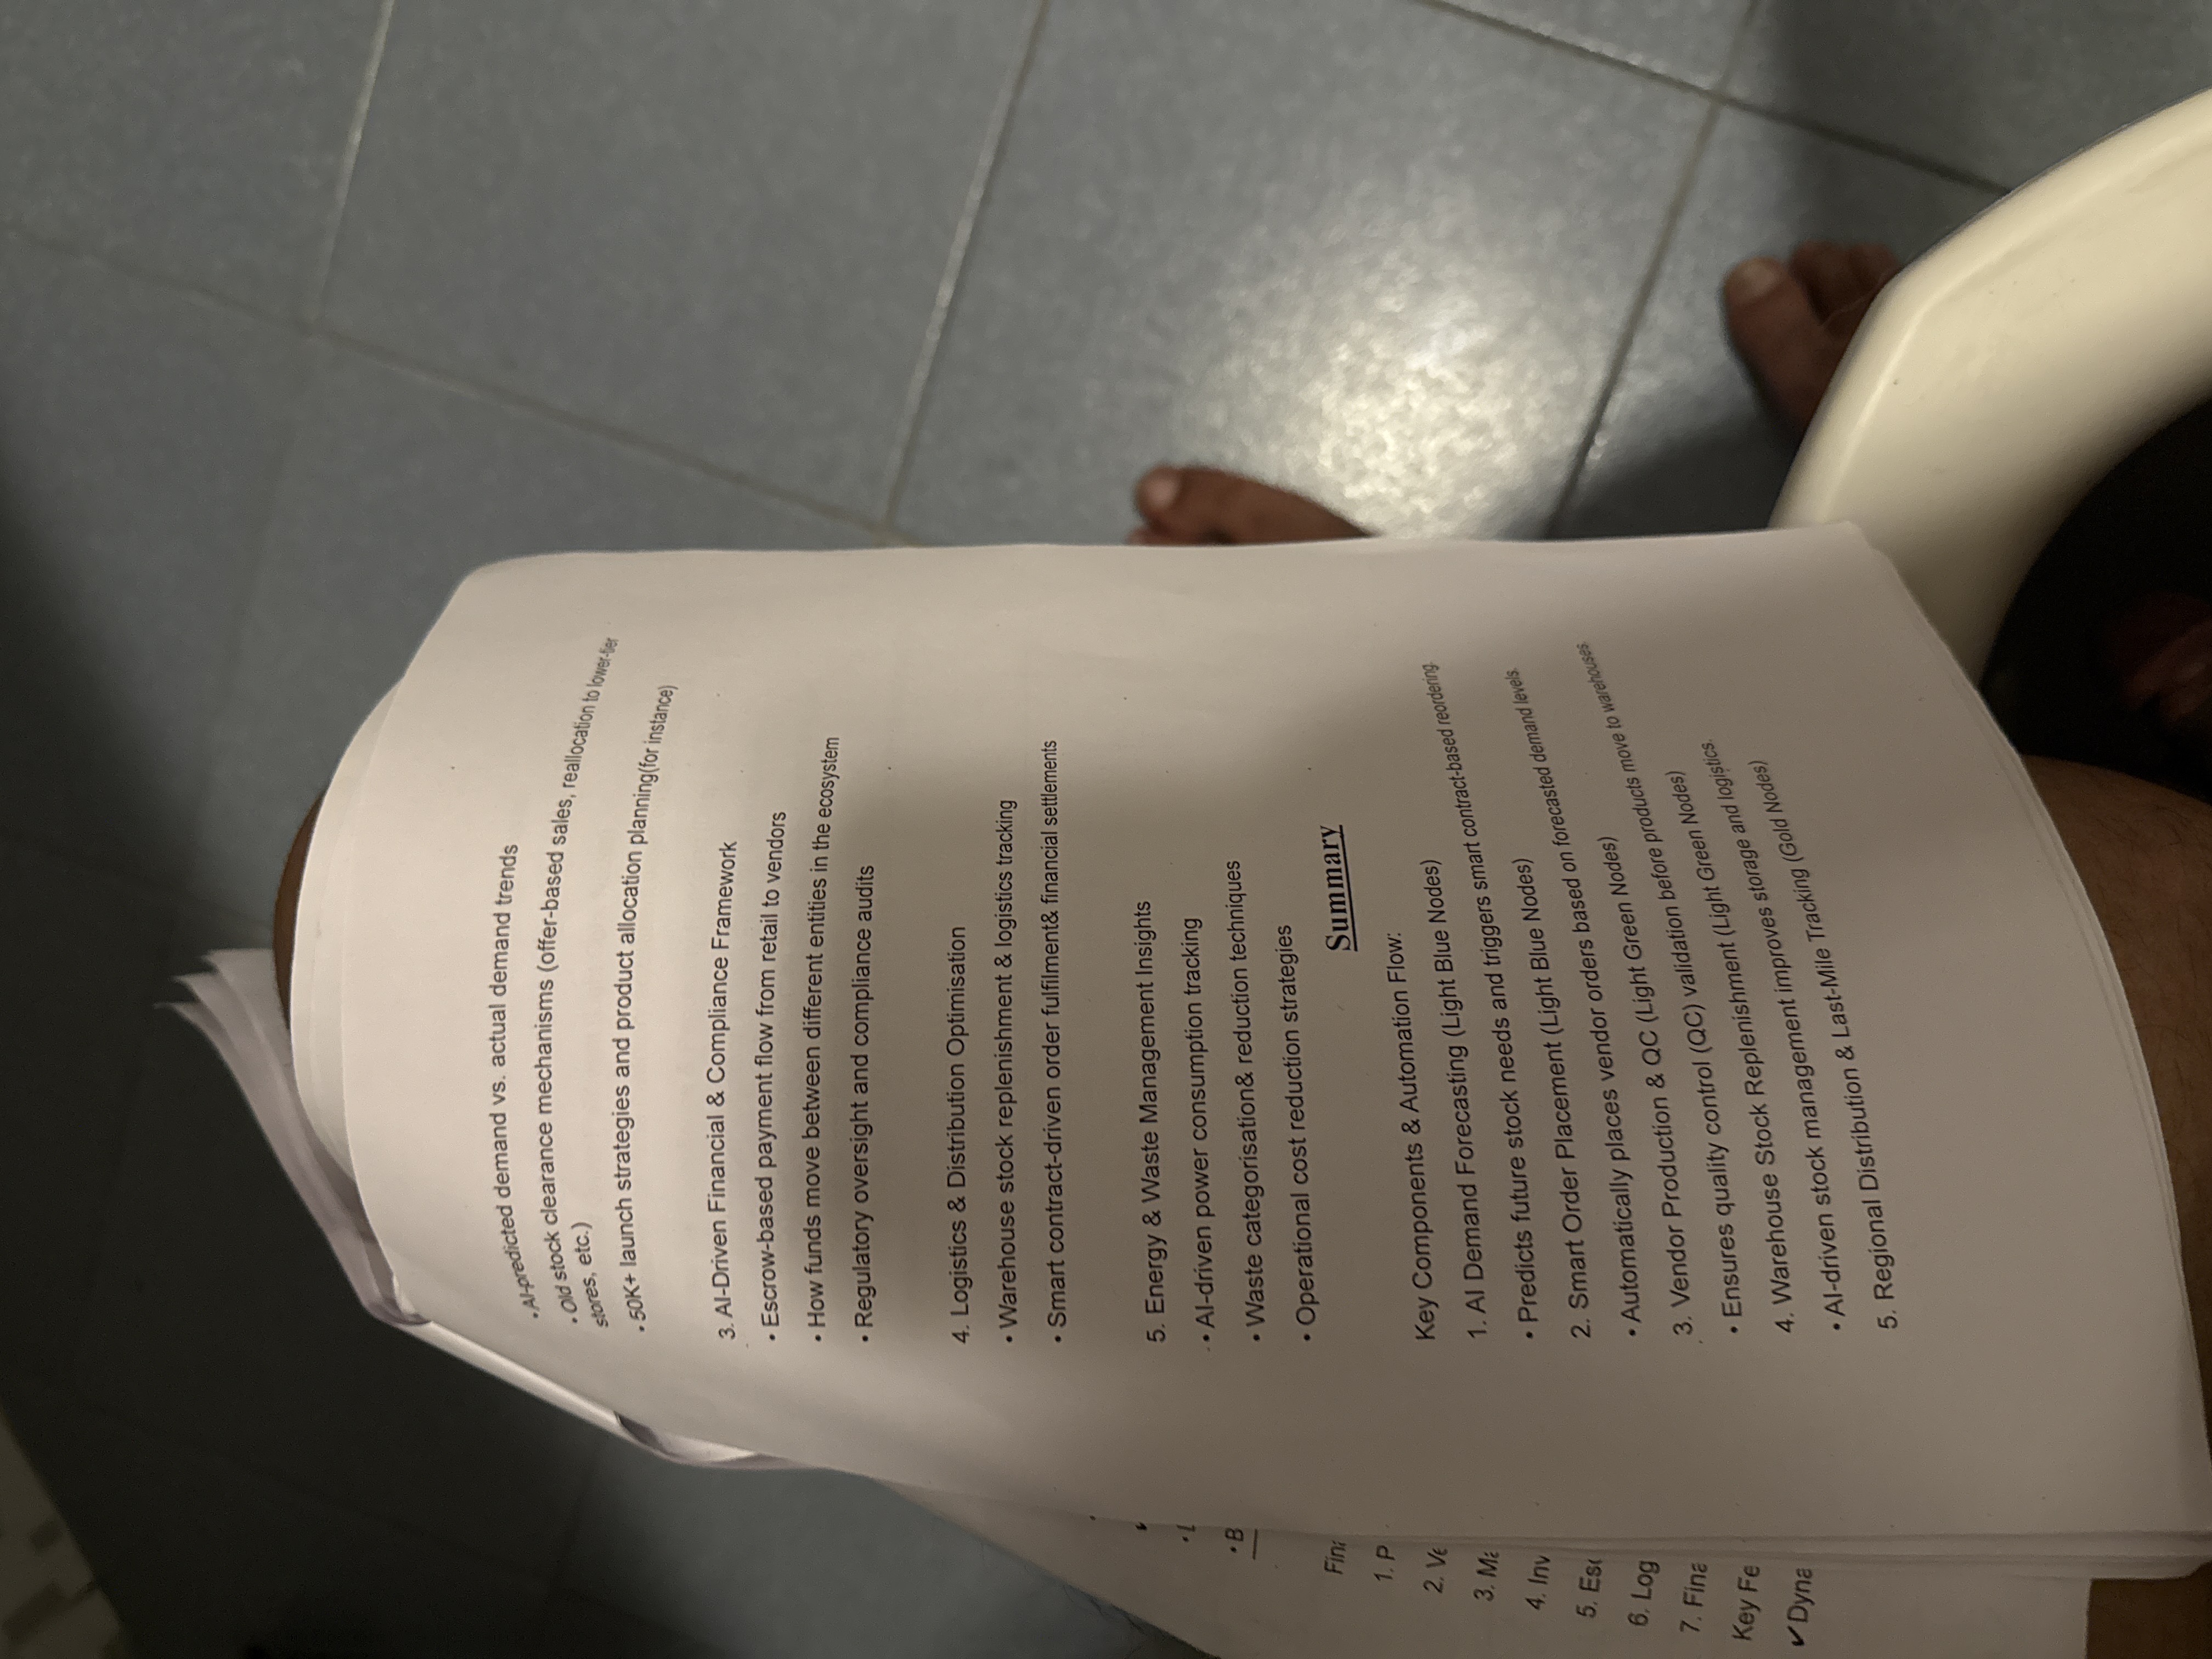 • AI-predicted demand vs. actual demand trends
• Old stock clearance mechanisms (offer-based sales, reallocation to lower-tier
stores, etc.)
• 50K+ launch strategies and product allocation planning(for instance)
3. AI-Driven Financial & Compliance Framework
• Escrow-based payment flow from retail to vendors
• How funds move between different entities in the ecosystem
• Regulatory oversight and compliance audits
4. Logistics & Distribution Optimisation
• Warehouse stock replenishment & logistics tracking
• Smart contract-driven order fulfilment& financial settlements
5. Energy & Waste Management Insights
• AI-driven power consumption tracking
• Waste categorisation& reduction techniques
• Operational cost reduction strategies
Summary
Key Components & Automation Flow:
1. AI Demand Forecasting (Light Blue Nodes)
• Predicts future stock needs and triggers smart contract-based reordering.
2. Smart Order Placement (Light Blue Nodes)
• Automatically places vendor orders based on forecasted demand levels.
3. Vendor Production & QC (Light Green Nodes)
• Ensures quality control (QC) validation before products move to warehouses.
4. Warehouse Stock Replenishment (Light Green Nodes)
• AI-driven stock management improves storage and logistics.
5. Regional Distribution & Last-Mile Tracking (Gold Nodes)
• B
1. P
4. Inv
6. Log
Key Fe